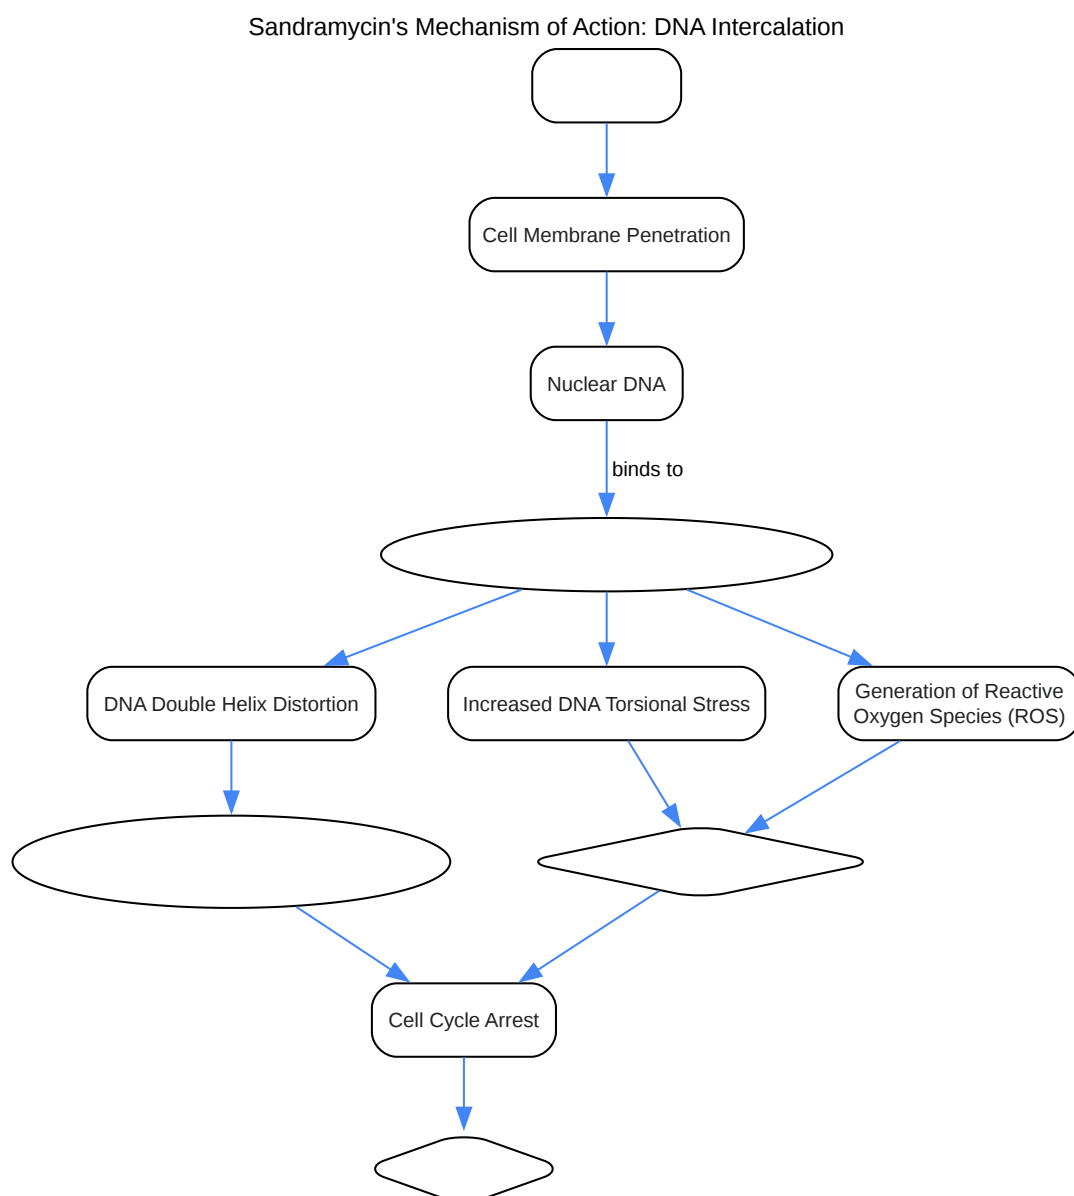 Sandramycin's Mechanism of Action: DNA Intercalation
Cell Membrane Penetration
Nuclear DNA
binds to
DNA Double Helix Distortion
Increased DNA Torsional Stress
Generation of Reactive
Oxygen Species (ROS)
Cell Cycle Arrest